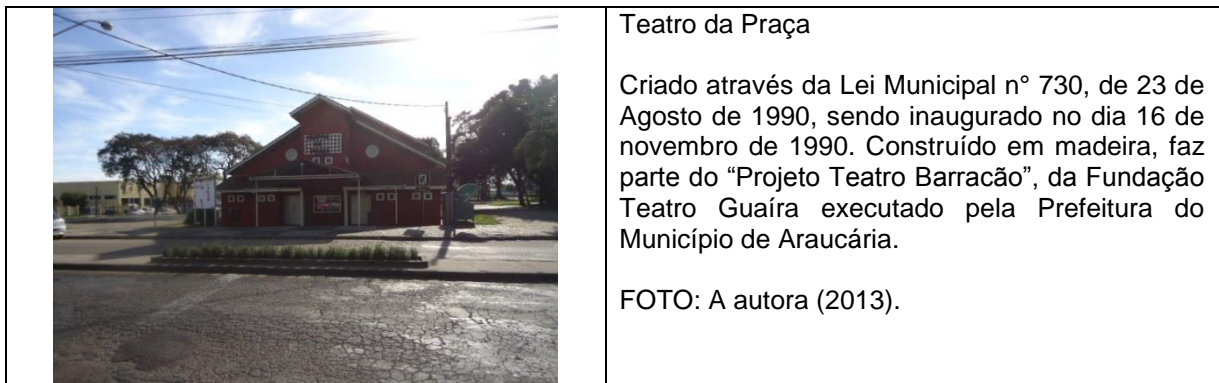 Teatro da Praça
Criado através da Lei Municipal n° 730, de 23 de
Agosto de 1990, sendo inaugurado no dia 16 de
novembro de 1990. Construído em madeira, faz
parte do “Projeto Teatro Barracão”, da Fundação
Teatro Guaíra executado pela Prefeitura do
Município de Araucária.
FOTO: A autora (2013).